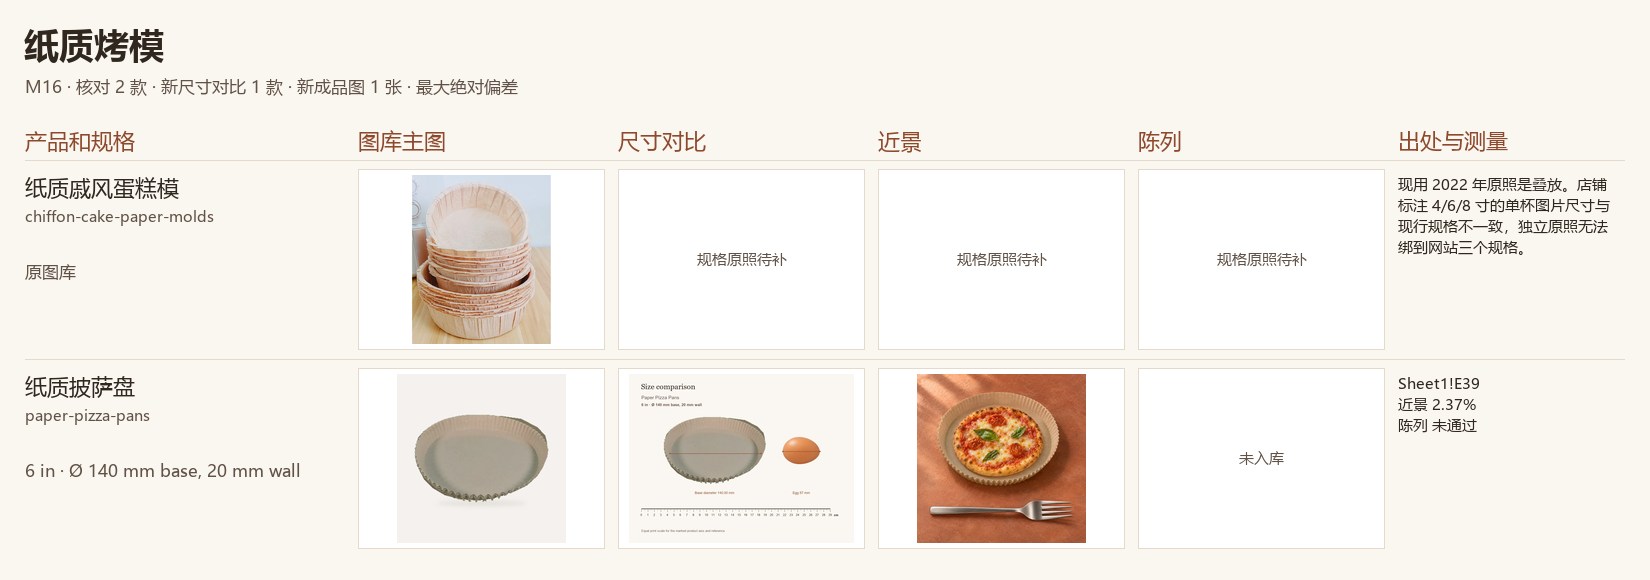 纸质烤模
M16 · 核对 2 款 · 新尺寸对比 1 款 · 新成品图 1 张 · 最大绝对偏差
产品和规格
图库主图
尺寸对比
近景
陈列
出处与测量
纸质戚风蛋糕模
chiffon-cake-paper-molds
原图库
规格原照待补
规格原照待补
规格原照待补
现用 2022 年原照是叠放。店铺
标注 4/6/8 寸的单杯图片尺寸与
现行规格不一致，独立原照无法
绑到网站三个规格。
纸质披萨盘
paper-pizza-pans
6 in · Ø 140 mm base, 20 mm wall
Size comparison
Paper Pizza Pans
6 in · Ø 140 mm base, 20 mm wall
未入库
Sheet1!E39
近景 2.37%
陈列 未通过